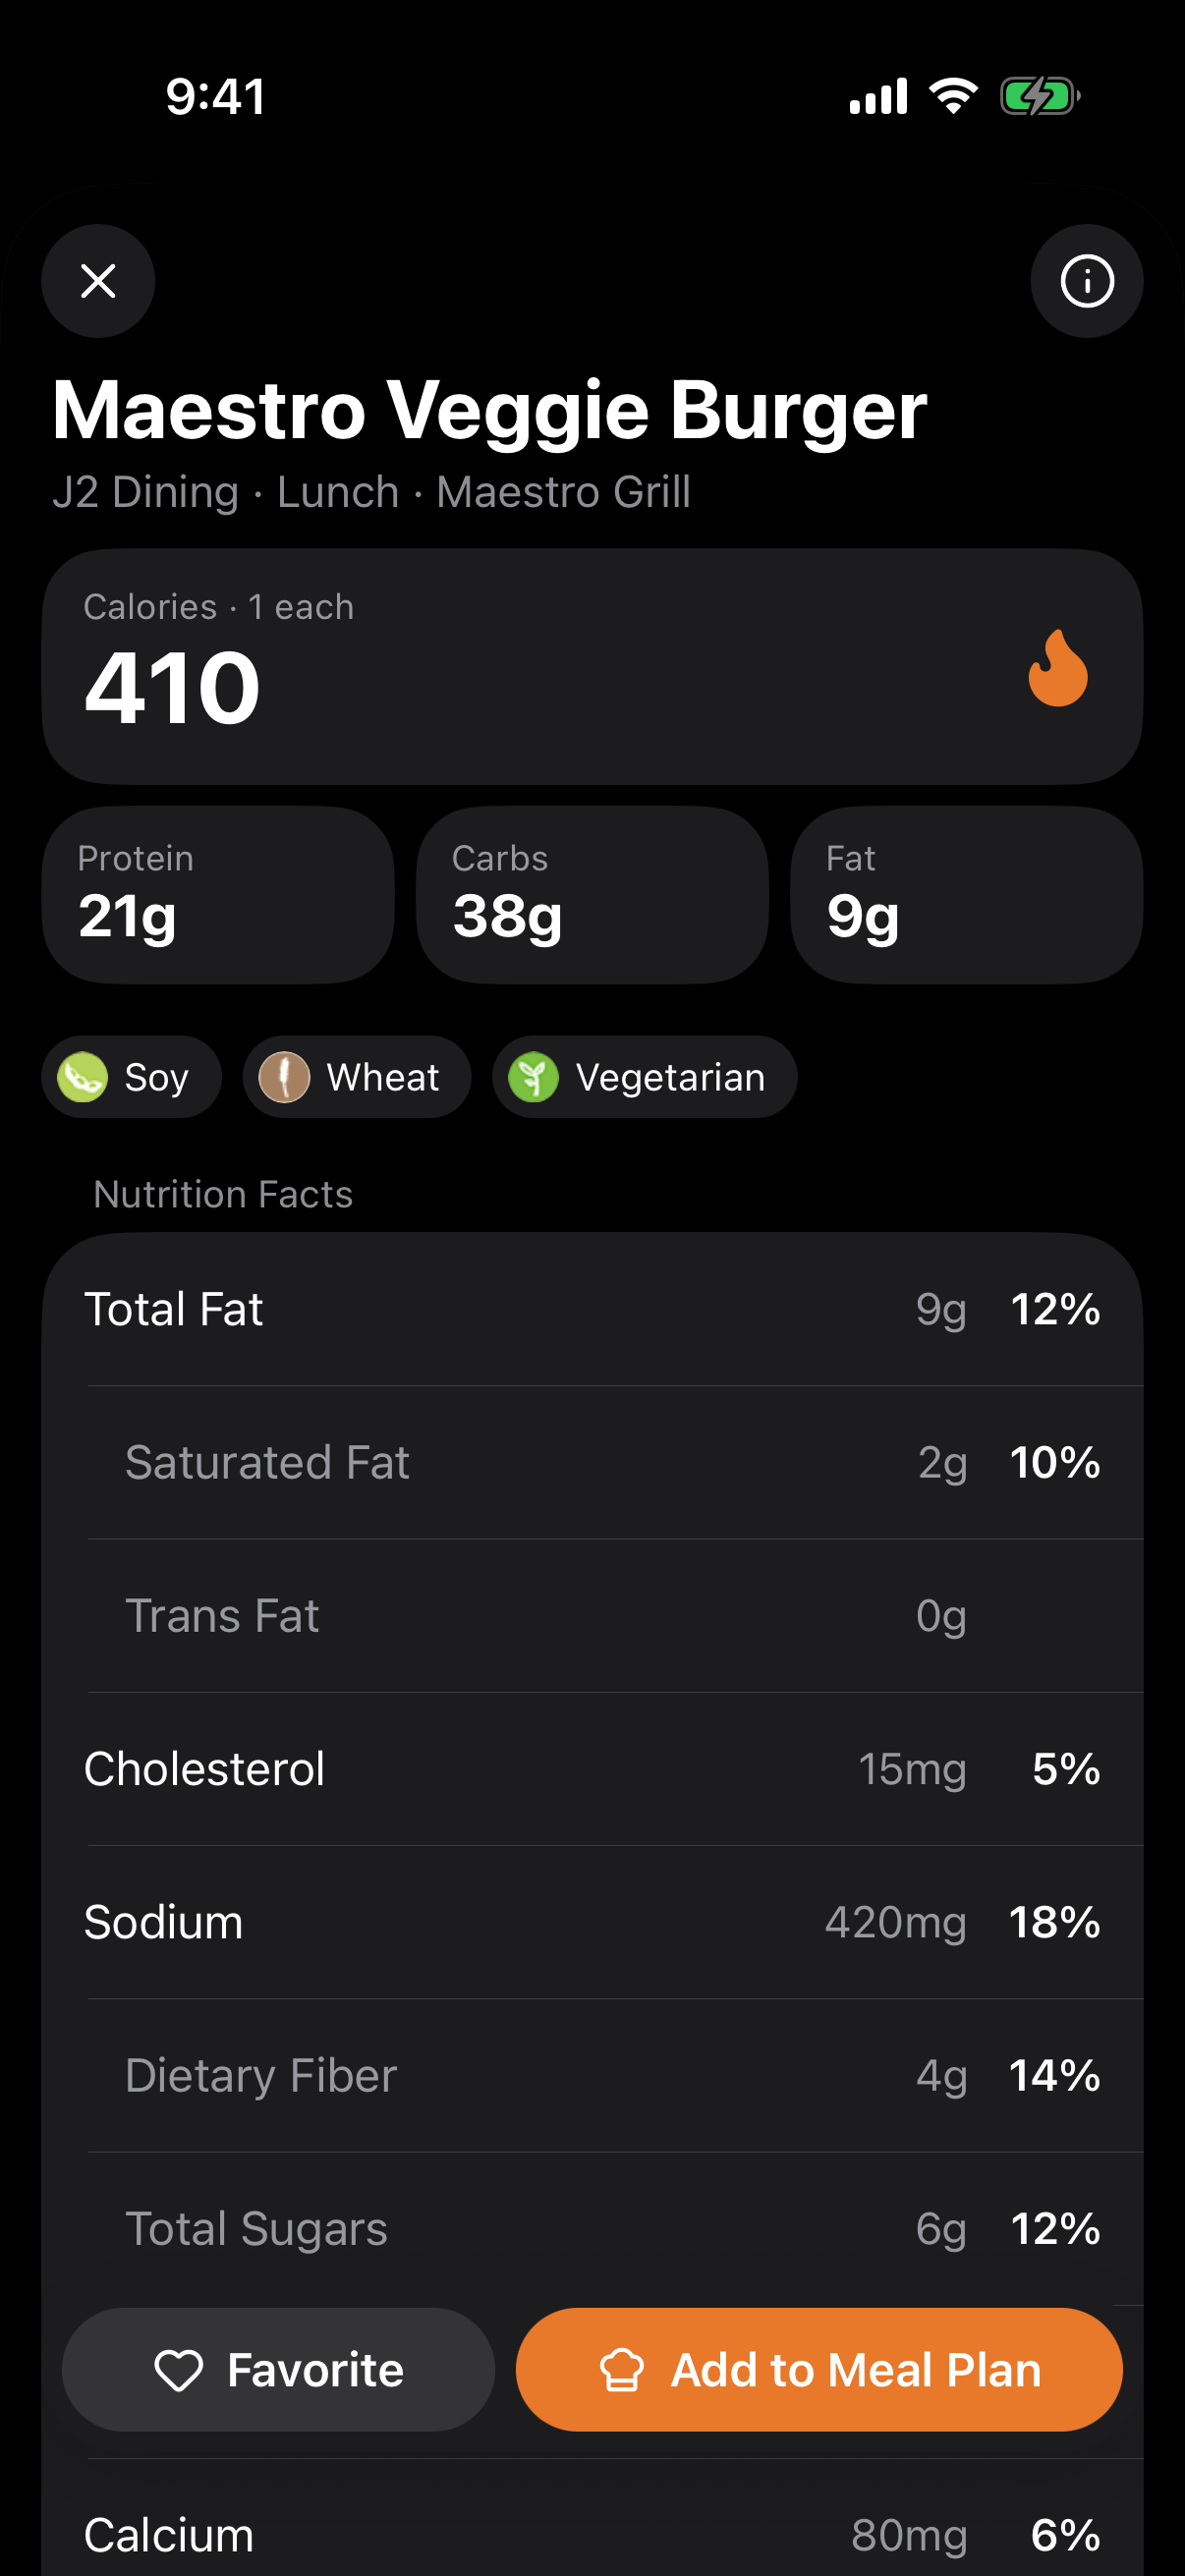 9:41
Maestro Veggie Burger
J2 Dining · Lunch · Maestro Grill
Calories · 1 each
410
Protein Carbs Fat
21g 38g 9g
Soy Wheat Vegetarian
Nutrition Facts
Total Fat 9g 12%
Saturated Fat 2g 10%
Trans Fat 0g
Cholesterol 15mg 5%
Sodium 420mg 18%
Dietary Fiber 4g 14%
Total Sugars 6g 12%
Favorite Add to Meal Plan
Calcium 80mg 6%